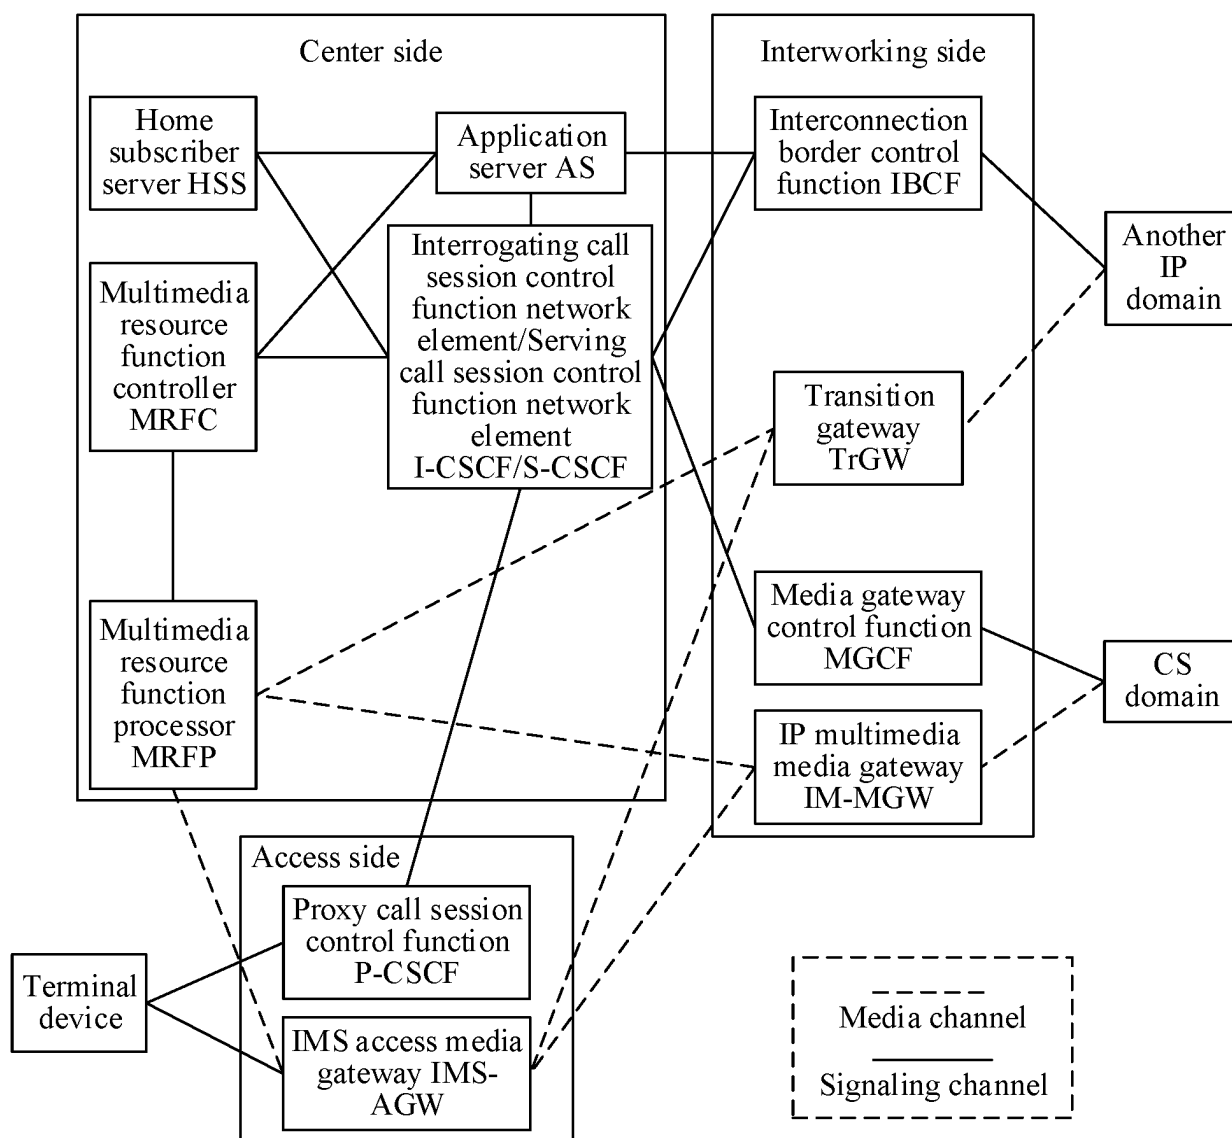 Center side
Home
subscriber
server HSS
Application
server AS
Interrogating call
session control
function network
element/Serving
call session control
function network
element
I-CSCF/S-CSCF
Multimedia
resource
function
controller
MRFC
Multimedia
resource
function
processor
MRFP
Interworking side
Interconnection
border control
function IBCF
Transition
gateway
TrGW
Media gateway
control function
MGCF
IP multimedia
media gateway
IM-MGW
Another
IP
domain
CS
domain
Access side
Proxy call session
control function
P-CSCF
IMS access media
gateway IMS-
AGW
Terminal
device
Media channel
Signaling channel